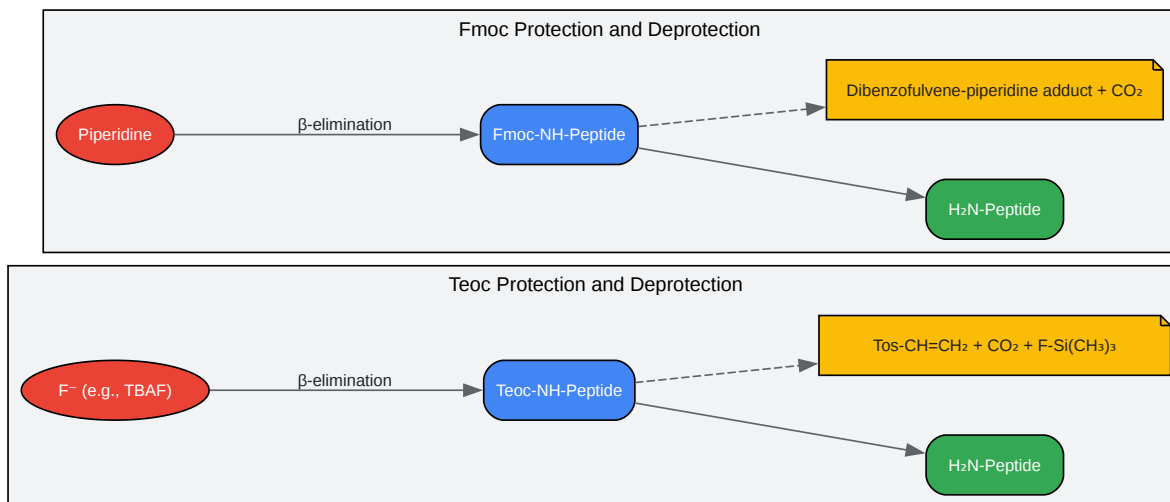 Fmoc Protection and Deprotection
Dibenzofulvene-piperidine adduct + CO₂
Piperidine
β-elimination
Fmoc-NH-Peptide
H₂N-Peptide
Teoc Protection and Deprotection
Tos-CH=CH₂ + CO₂ + F-Si(CH₃)₃
F⁻ (e.g., TBAF)
β-elimination
Teoc-NH-Peptide
H₂N-Peptide